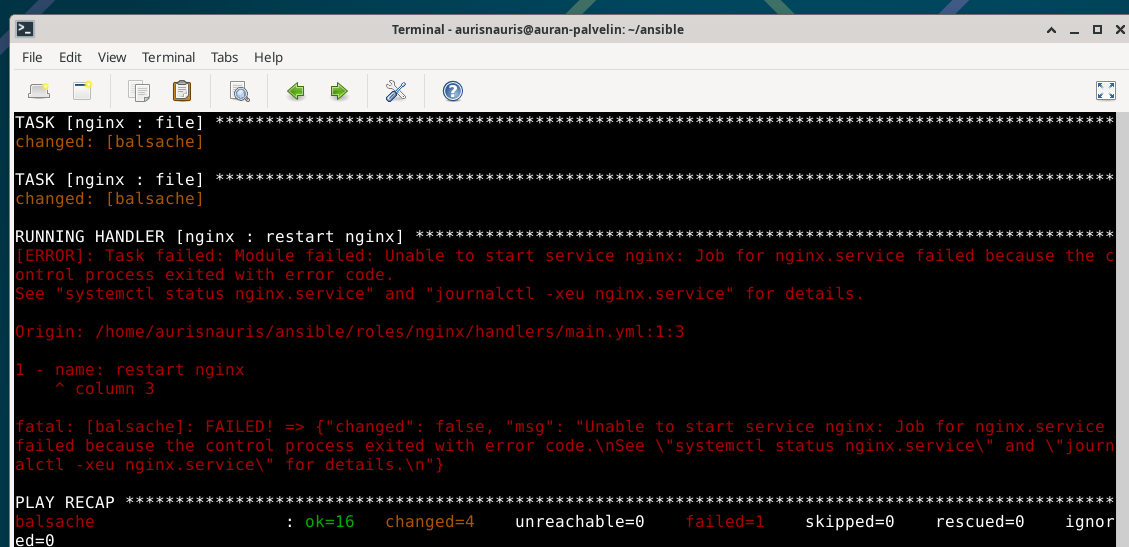 Terminal - aurisnauris@auran-palvelin: ~/ansible
File Edit View Terminal Tabs Help
TASK [nginx : file] ******************************************************************************************
changed: [balsache]
TASK [nginx : file] ******************************************************************************************
changed: [balsache]
RUNNING HANDLER [nginx : restart nginx] **********************************************************************
[ERROR]: Task failed: Module failed: Unable to start service nginx: Job for nginx.service failed because the c
ontrol process exited with error code.
See "systemctl status nginx.service" and "journalctl -xeu nginx.service" for details.
Origin: /home/aurisnauris/ansible/roles/nginx/handlers/main.yml:1:3
1 - name: restart nginx
^ column 3
fatal: [balsache]: FAILED! => {"changed": false, "msg": "Unable to start service nginx: Job for nginx.service
failed because the control process exited with error code.\nSee \"systemctl status nginx.service\" and \"journ
alctl -xeu nginx.service\" for details.\n"}
PLAY RECAP ***************************************************************************************************
balsache : ok=16 changed=4 unreachable=0 failed=1 skipped=0 rescued=0 ignor
ed=0